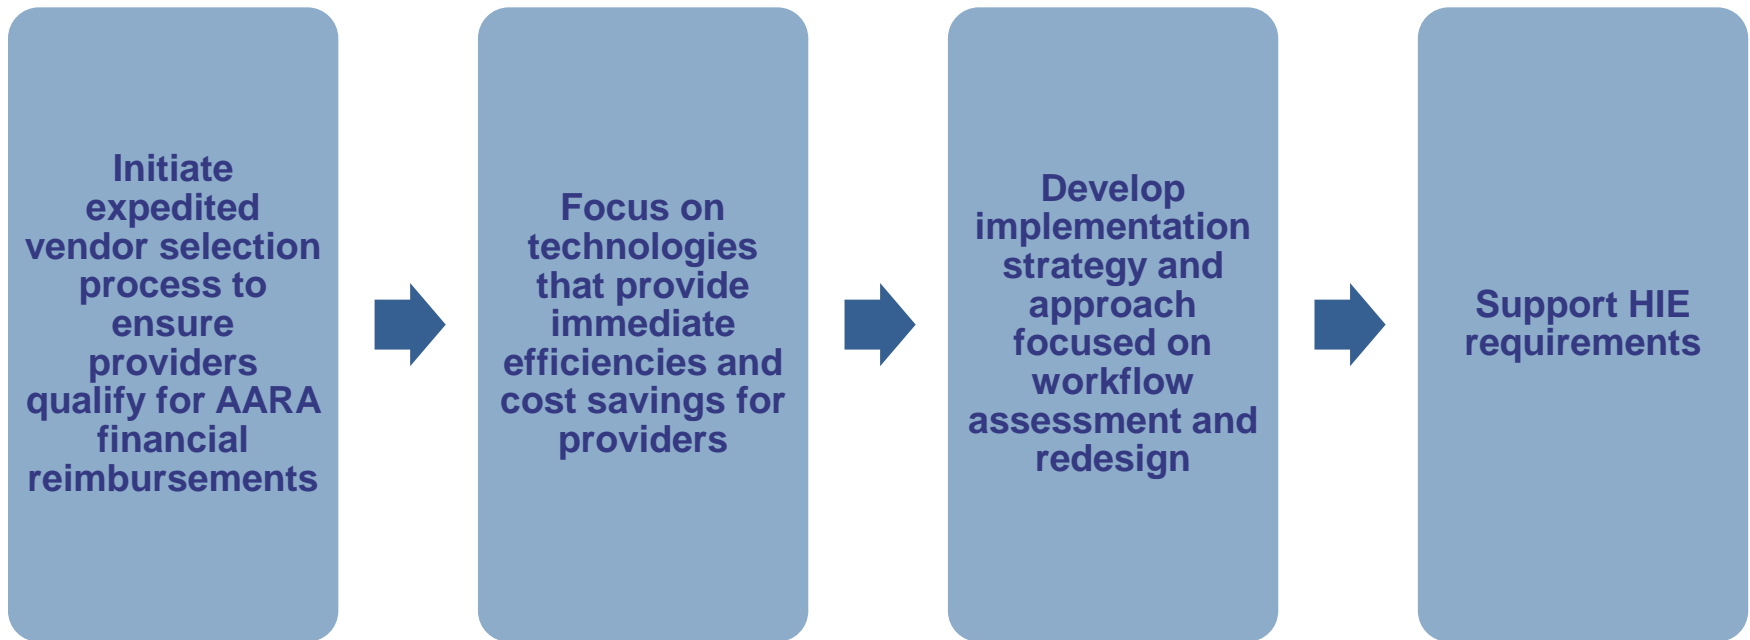 Initiate
expedited
vendor selection
process to
ensure
providers
qualify for AARA
financial
reimbursements
Focus on
technologies
that provide
immediate
efficiencies and
cost savings for
providers
Develop
implementation
strategy and
approach
focused on
workflow
assessment and
redesign
Support HIE
requirements